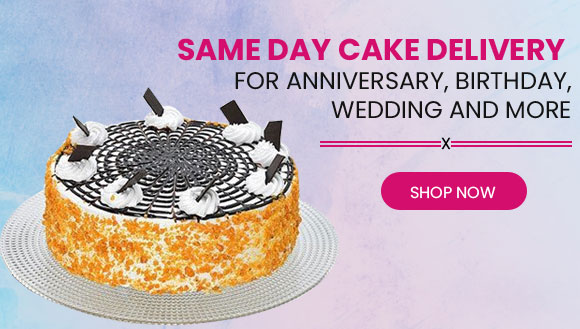 SAME DAY CAKE DELIVERY
FOR ANNIVERSARY, BIRTHDAY,
WEDDING AND MORE
X
SHOP NOW